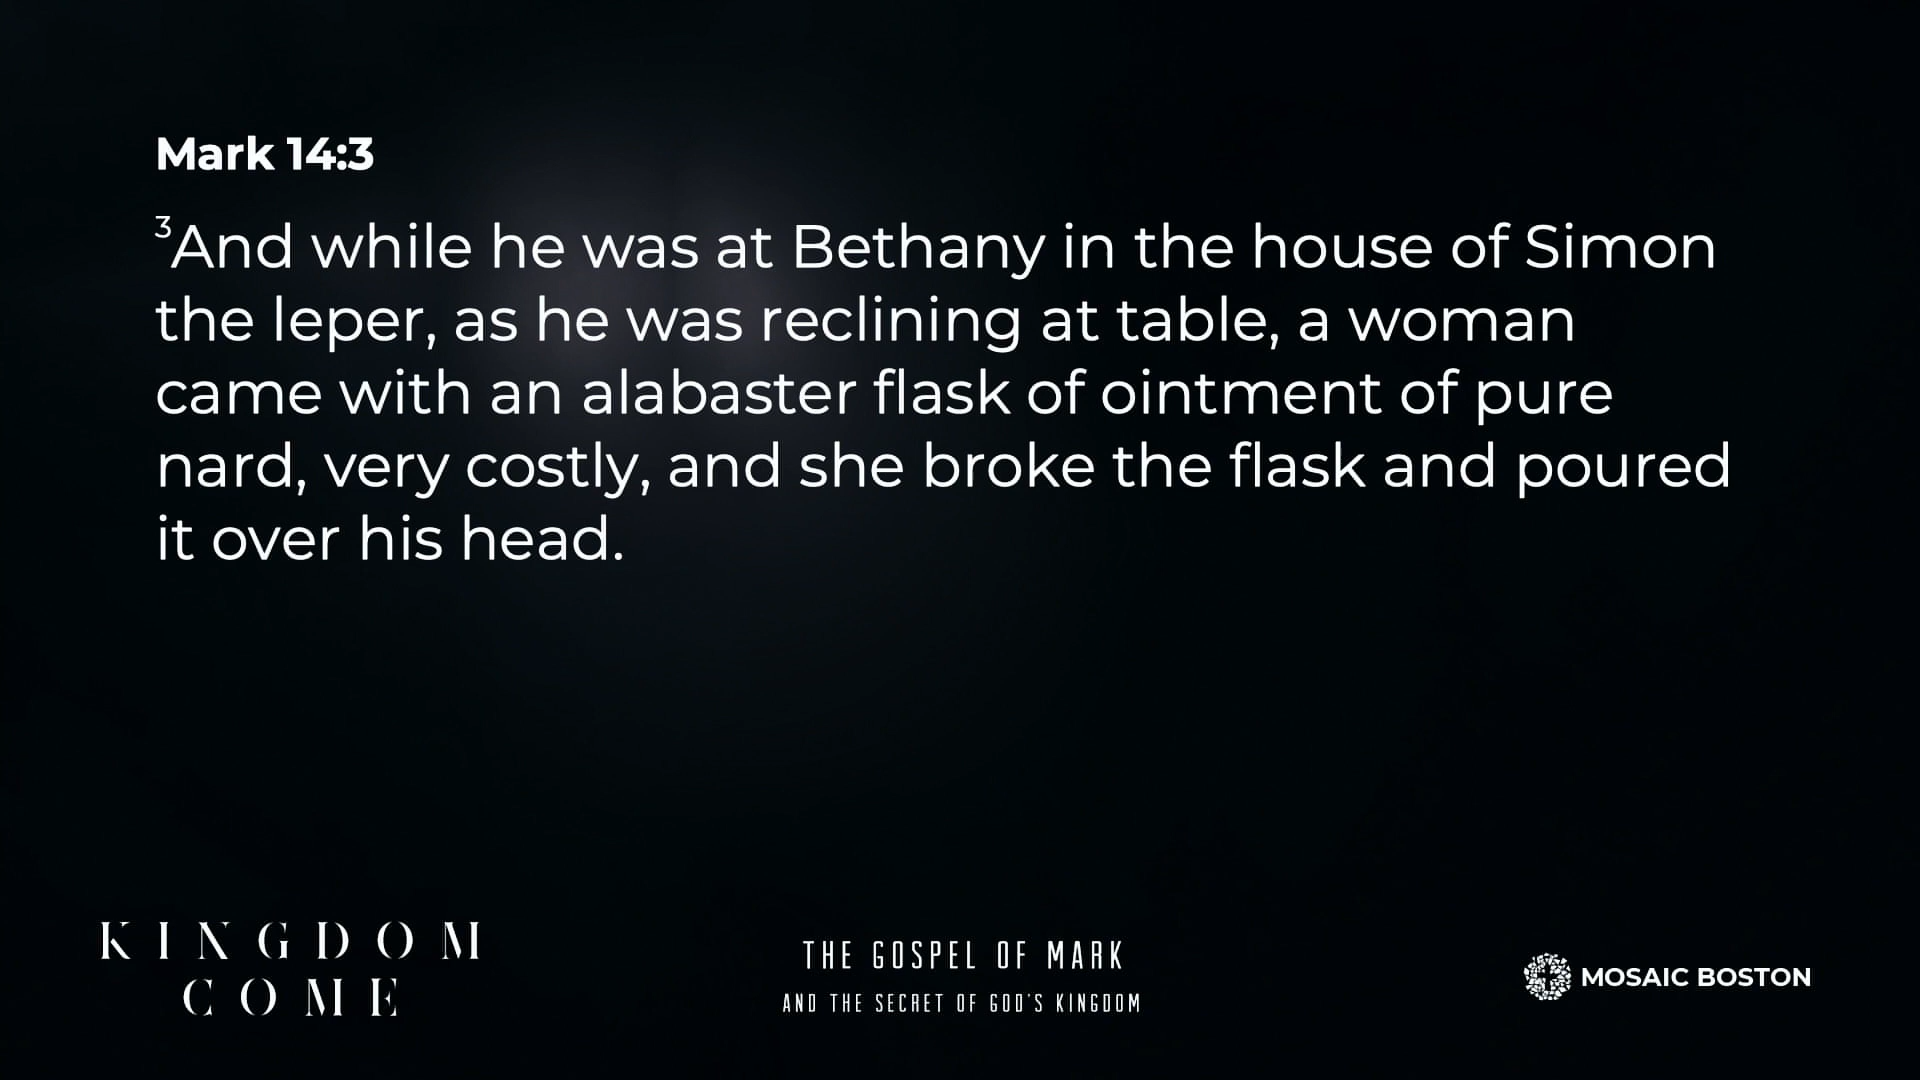 Mark 14:3
³And while he was at Bethany in the house of Simon
the leper, as he was reclining at table, a woman
came with an alabaster flask of ointment of pure
nard, very costly, and she broke the flask and poured
it over his head.
KINGDOM
COME
THE GOSPEL OF MARK
AND THE SECRET OF GOD'S KINGDOM
MOSAIC BOSTON